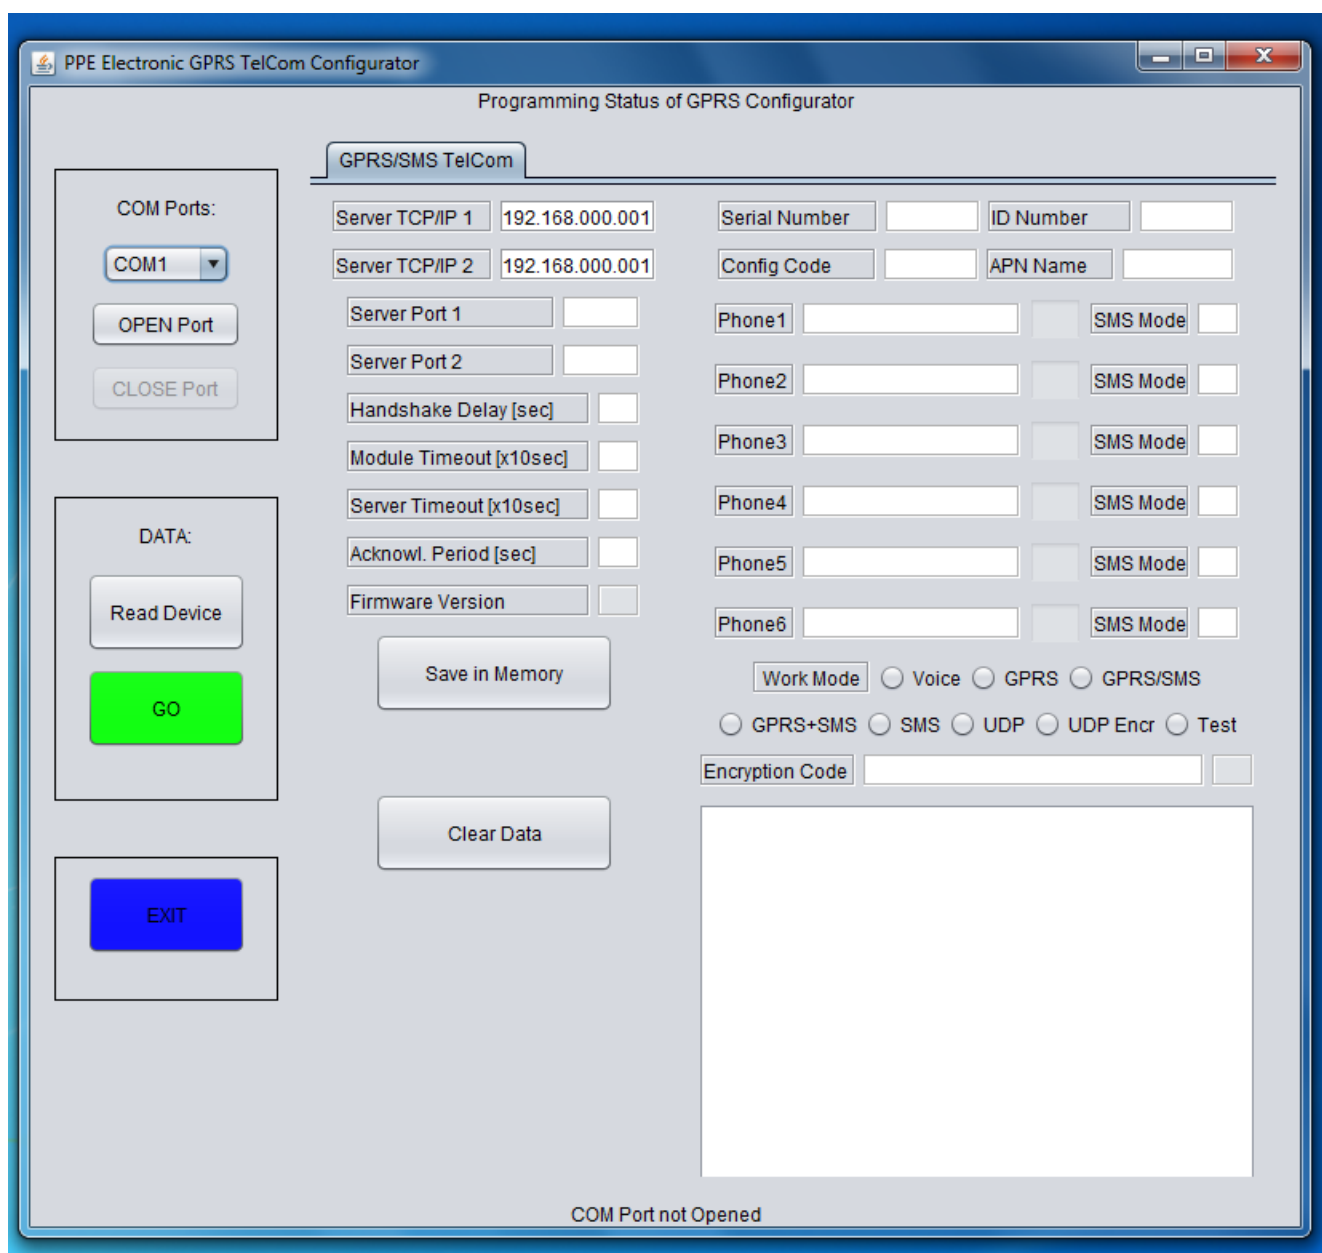 PPE Electronic GPRS TelCom Configurator
Programming Status of GPRS Configurator
COM Ports:
COM1
OPEN Port
CLOSE Port
DATA:
Read Device
GO
EXIT
GPRS/SMS TelCom
Server TCP/IP 1 192.168.000.001
Server TCP/IP 2 192.168.000.001
Server Port 1
Server Port 2
Handshake Delay [sec]
Module Timeout [x10sec]
Server Timeout [x10sec]
Acknowl. Period [sec]
Firmware Version
Save in Memory
Clear Data
Serial Number ID Number
Config Code APN Name
Phone1 SMS Mode
Phone2 SMS Mode
Phone3 SMS Mode
Phone4 SMS Mode
Phone5 SMS Mode
Phone6 SMS Mode
Work Mode Voice GPRS GPRS/SMS
GPRS+SMS SMS UDP UDP Encr Test
Encryption Code
COM Port not Opened